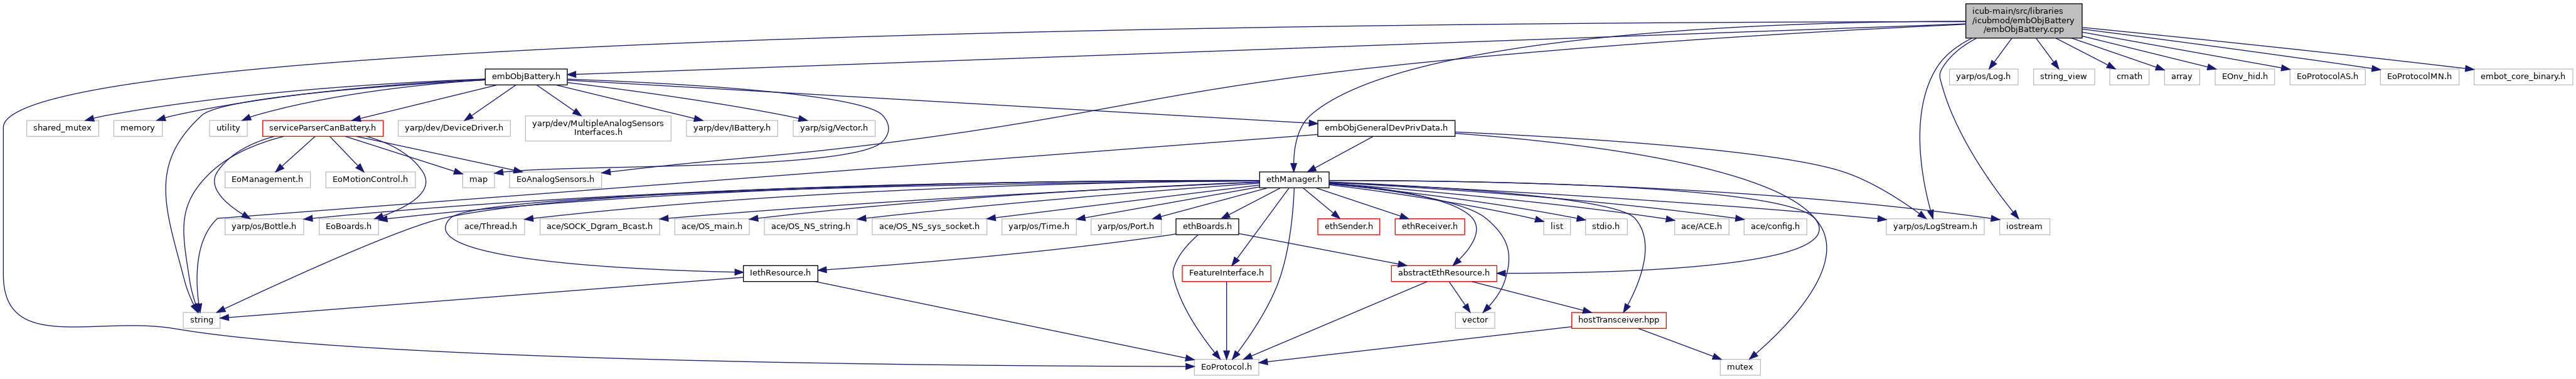 icub-main/src/libraries
/icubmod/embObjBattery
/embObjBattery.cpp
embObjBattery.h
yarp/os/Log.h
string_view
cmath
array
EOnv_hid.h
EoProtocolAS.h
EoProtocolMN.h
embot_core_binary.h
shared_mutex
memory
utility
serviceParserCanBattery.h
yarp/dev/DeviceDriver.h
yarp/dev/MultipleAnalogSensors
Interfaces.h
yarp/dev/IBattery.h
yarp/sig/Vector.h
embObjGeneralDevPrivData.h
EoManagement.h
EoMotionControl.h
map
EoAnalogSensors.h
ethManager.h
yarp/os/Bottle.h
EoBoards.h
ace/Thread.h
ace/SOCK_Dgram_Bcast.h
ace/OS_main.h
ace/OS_NS_string.h
ace/OS_NS_sys_socket.h
yarp/os/Time.h
yarp/os/Port.h
ethBoards.h
ethSender.h
ethReceiver.h
list
stdio.h
ace/ACE.h
ace/config.h
yarp/os/LogStream.h
iostream
IethResource.h
FeatureInterface.h
abstractEthResource.h
string
vector
hostTransceiver.hpp
EoProtocol.h
mutex